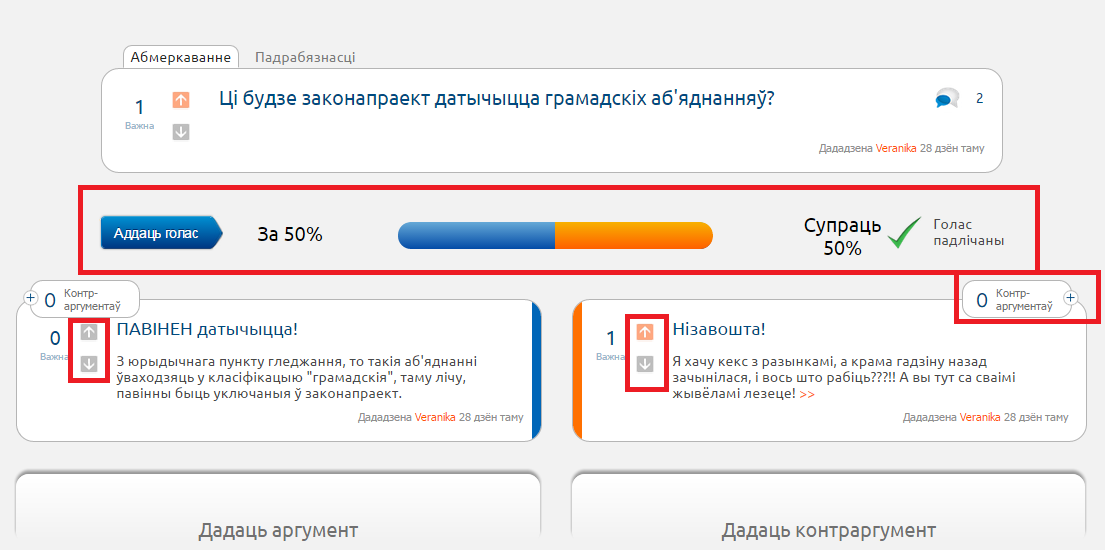 Абмеркаванне Падрабязнасці
1 Ці будзе законапраект датычыцца грамадскіх аб'яднанняў? 2
Важна
Дададзена Veranika 28 дзён таму
Аддаць голас За 50% Супраць 50% Голас падлічаны
0 Контр-
аргументаў
0 ПАВІНЕН датычыцца!
Важна
З юрыдычнага пункту гледжання, то такія аб'яднанні
ўваходзяць у класіфікацыю "грамадскія", таму лічу,
павінны быць уключаныя ў законапраект.
Дададзена Veranika 28 дзён таму
0 Контр-
аргументаў
1 Нізавошта!
Важна
Я хачу кекс з разынкамі, а крама гадзіну назад
зачынілася, і вось што рабіць???!! А вы тут са сваімі
жывёламі лезеце! >>
Дададзена Veranika 28 дзён таму
Дадаць аргумент
Дадаць контраргумент